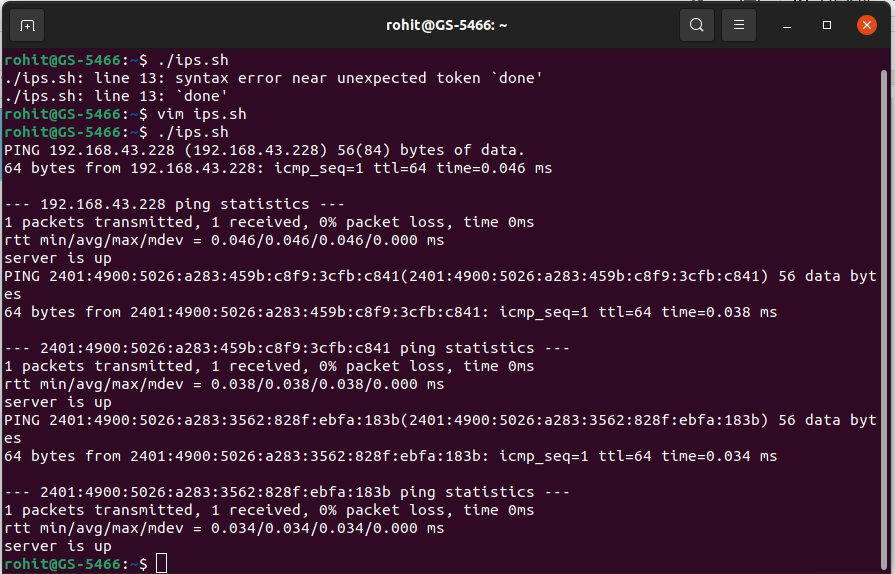 rohit@GS-5466: ~
rohit@GS-5466:~$ ./ips.sh
./ips.sh: line 13: syntax error near unexpected token `done'
./ips.sh: line 13: `done'
rohit@GS-5466:~$ vim ips.sh
rohit@GS-5466:~$ ./ips.sh
PING 192.168.43.228 (192.168.43.228) 56(84) bytes of data.
64 bytes from 192.168.43.228: icmp_seq=1 ttl=64 time=0.046 ms

--- 192.168.43.228 ping statistics ---
1 packets transmitted, 1 received, 0% packet loss, time 0ms
rtt min/avg/max/mdev = 0.046/0.046/0.046/0.000 ms
server is up
PING 2401:4900:5026:a283:459b:c8f9:3cfb:c841(2401:4900:5026:a283:459b:c8f9:3cfb:c841) 56 data byt
es
64 bytes from 2401:4900:5026:a283:459b:c8f9:3cfb:c841: icmp_seq=1 ttl=64 time=0.038 ms

--- 2401:4900:5026:a283:459b:c8f9:3cfb:c841 ping statistics ---
1 packets transmitted, 1 received, 0% packet loss, time 0ms
rtt min/avg/max/mdev = 0.038/0.038/0.038/0.000 ms
server is up
PING 2401:4900:5026:a283:3562:828f:ebfa:183b(2401:4900:5026:a283:3562:828f:ebfa:183b) 56 data byt
es
64 bytes from 2401:4900:5026:a283:3562:828f:ebfa:183b: icmp_seq=1 ttl=64 time=0.034 ms

--- 2401:4900:5026:a283:3562:828f:ebfa:183b ping statistics ---
1 packets transmitted, 1 received, 0% packet loss, time 0ms
rtt min/avg/max/mdev = 0.034/0.034/0.034/0.000 ms
server is up
rohit@GS-5466:~$